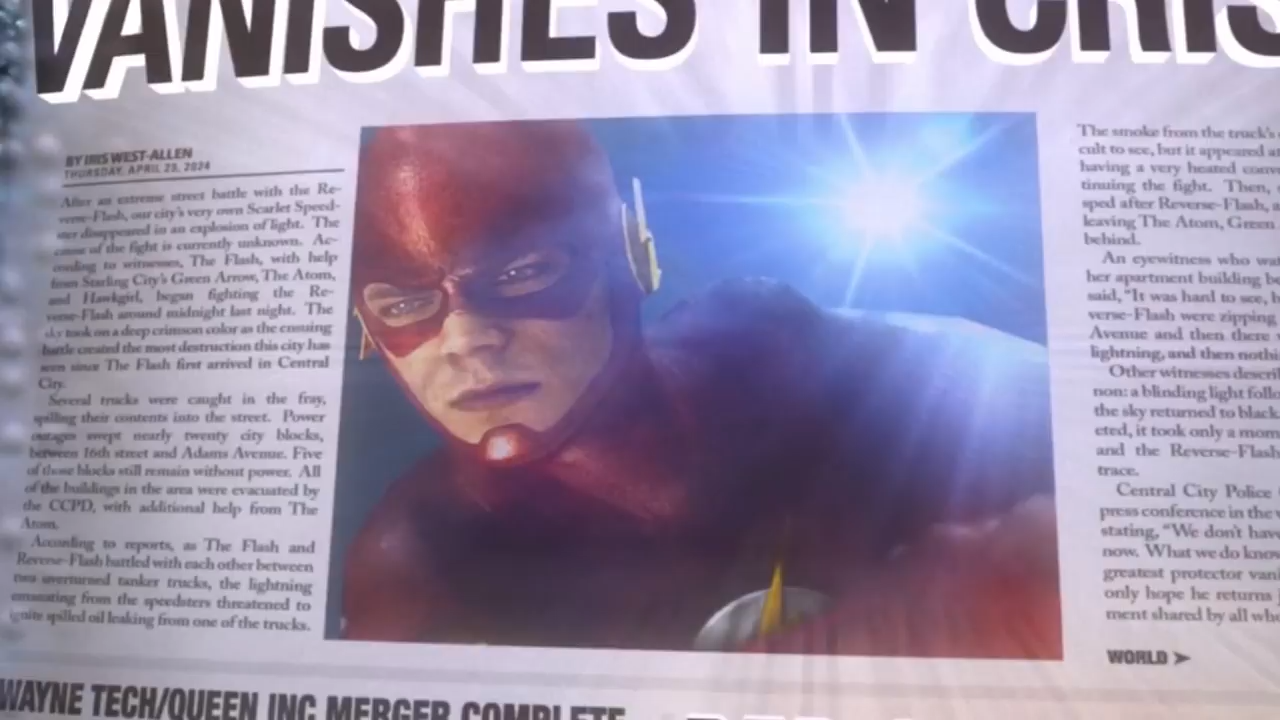 VANISHES IN CRIS
BY IRIS WEST-ALLEN
THURSDAY, APRIL 25, 2024
After an extreme street battle with the Re-
verse-Flash, our city's very own Scarlet Speed-
ster disappeared in an explosion of light. The
cause of the fight is currently unknown. Ac-
cording to witnesses, The Flash, with help
from Starling City's Green Arrow, The Atom,
and Hawkgirl, began fighting the Re-
verse-Flash around midnight last night. The
sky took on a deep crimson color as the ensuing
battle created the most destruction this city has
seen since The Flash first arrived in Central
City.
Several trucks were caught in the fray,
spilling their contents into the street. Power
outages swept nearly twenty city blocks,
between 16th street and Adams Avenue. Five
of those blocks still remain without power. All
of the buildings in the area were evacuated by
the CCPD, with additional help from The
Atom.
According to reports, as The Flash and
Reverse-Flash battled with each other between
two overturned tanker trucks, the lightning
emanating from the speedsters threatened to
ignite spilled oil leaking from one of the trucks.
The smoke from the truck's
cult to see, but it appeared
having a very heated conv
tinuing the fight. Then,
sped after Reverse-Flash, a
leaving The Atom, Green
behind.
An eyewitness who wat
her apartment building be
said, "It was hard to see, b
verse-Flash were zipping
Avenue and then there
lightning, and then nothi
Other witnesses descri
non: a blinding light follo
the sky returned to black
eted, it took only a mom
and the Reverse-Flash
trace.
Central City Police
press conference in the
stating, "We don't have
now. What we do know
greatest protector vani
only hope he returns
ment shared by all who
WORLD ➤
WAYNE TECH/QUEEN INC MERGER COMPLETE